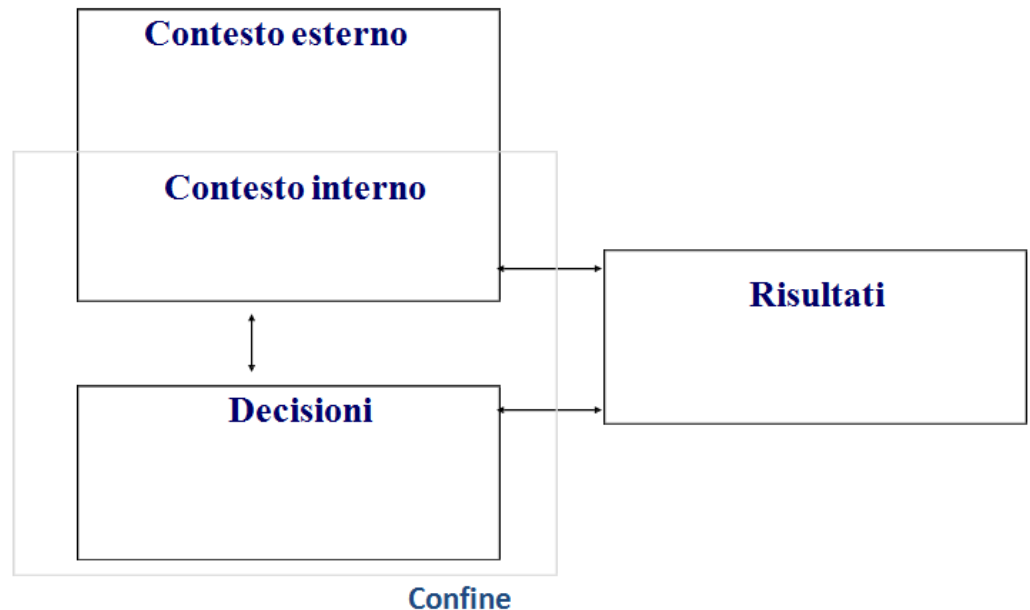 Contesto esterno
Contesto interno
Risultati
Decisioni
Confine